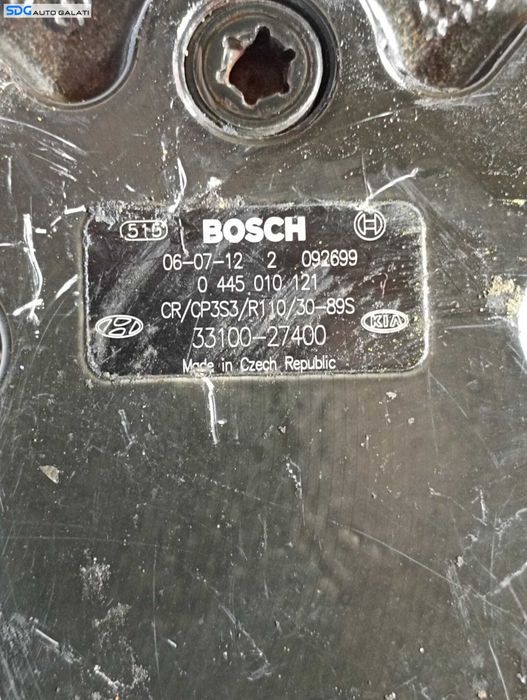 SDG AUTO GALATI
515 BOSCH
06-07-12 2 092699
0 445 010 121
CR/CP3S3/R110/30-89S
KIA
33100-27400
Made in Czech Republic